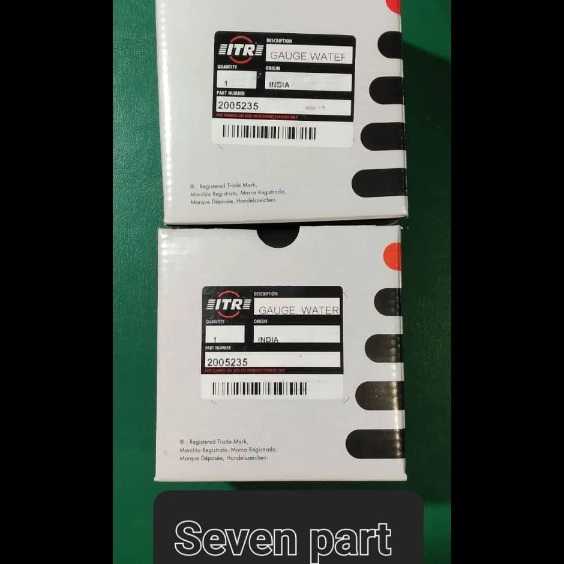 ITR
DESCRIPTION
GAUGE WATER
QUANTITY
ORIGIN
1
INDIA
PART NUMBER
2005235
® : Registered Trade Mark,
Marchio Registrato, Marca Registrada,
Marque Déposée, Handelszeichen
ITR
DESCRIPTION
GAUGE WATER
QUANTITY
ORIGIN
1
INDIA
PART NUMBER
2005235
® : Registered Trade Mark,
Marchio Registrato, Marca Registrada,
Marque Déposée, Handelszeichen
Seven part